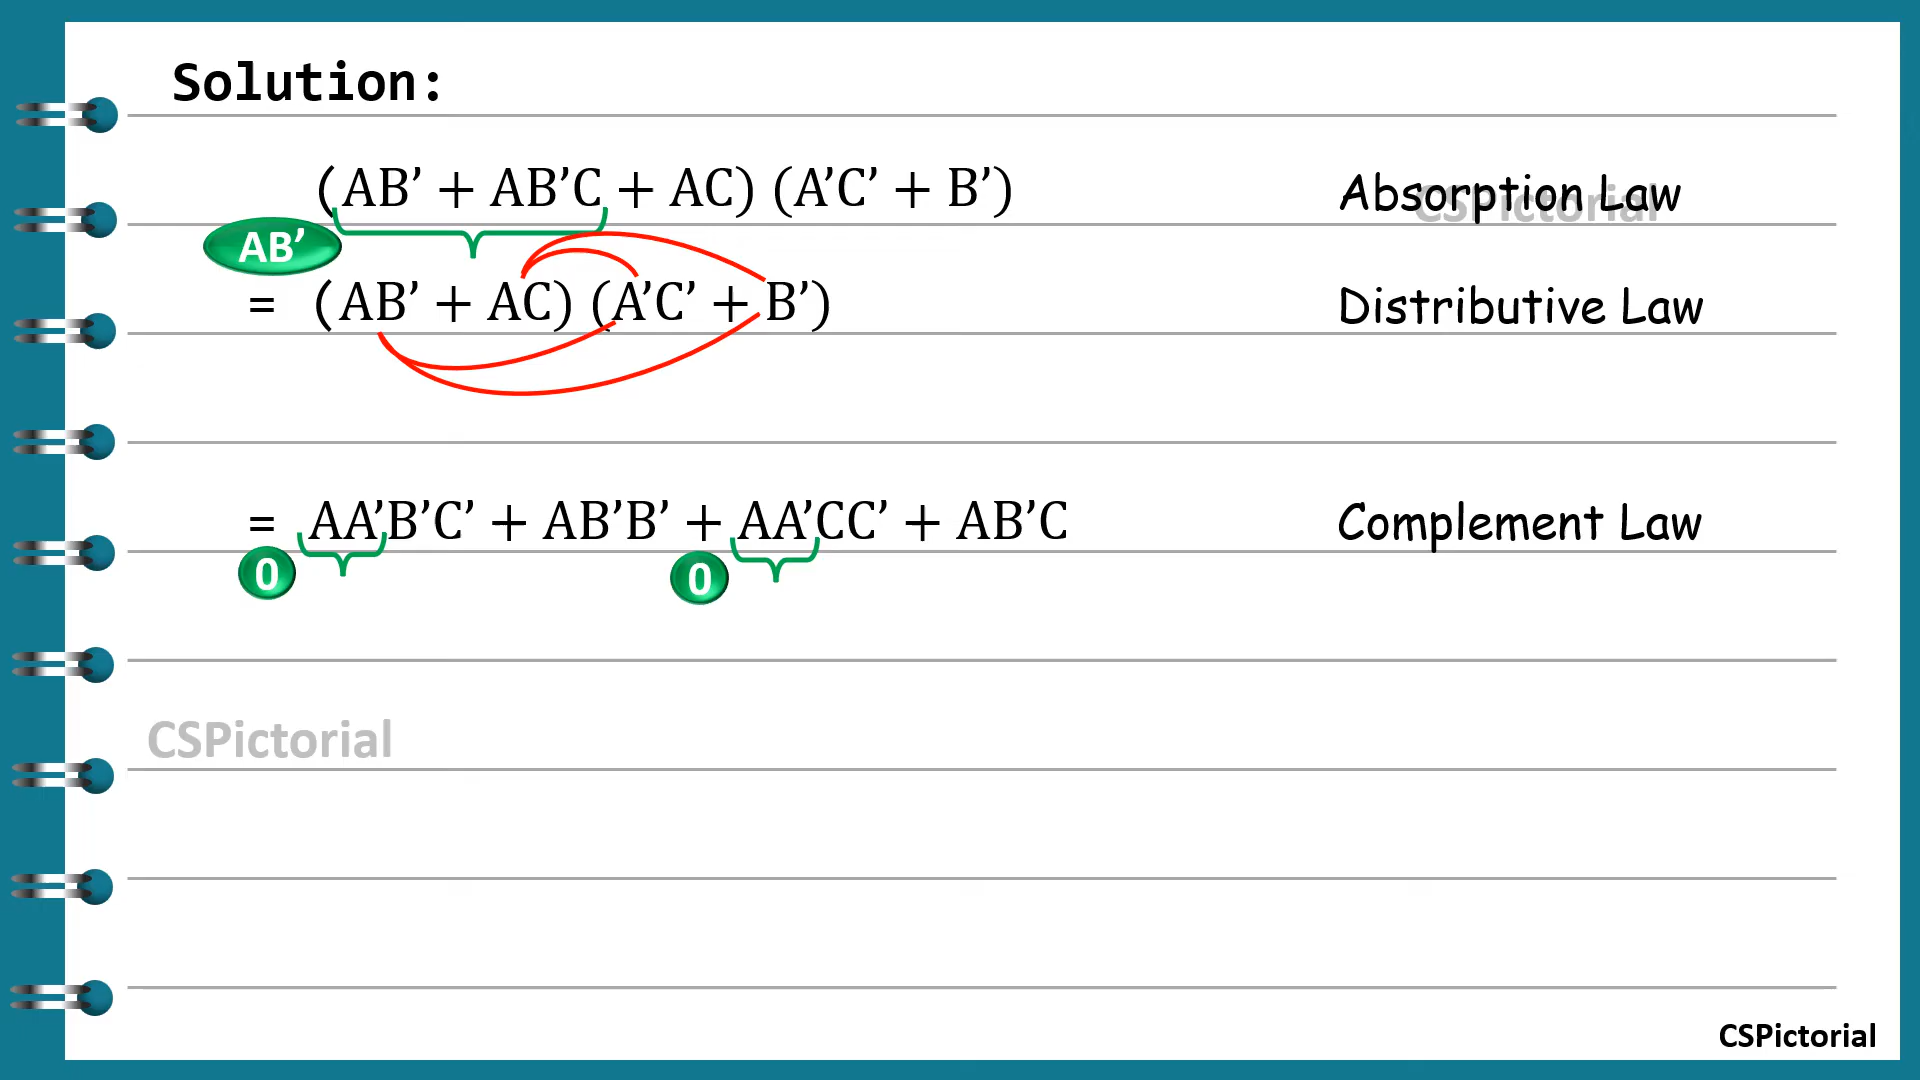 Solution:
(AB’ + AB’C + AC) (A’C’ + B’) Absorption Law
CSPictorial
AB’
= (AB’ + AC) (A’C’ + B’) Distributive Law
= AA’B’C’ + AB’B’ + AA’CC’ + AB’C Complement Law
0 0
CSPictorial
CSPictorial